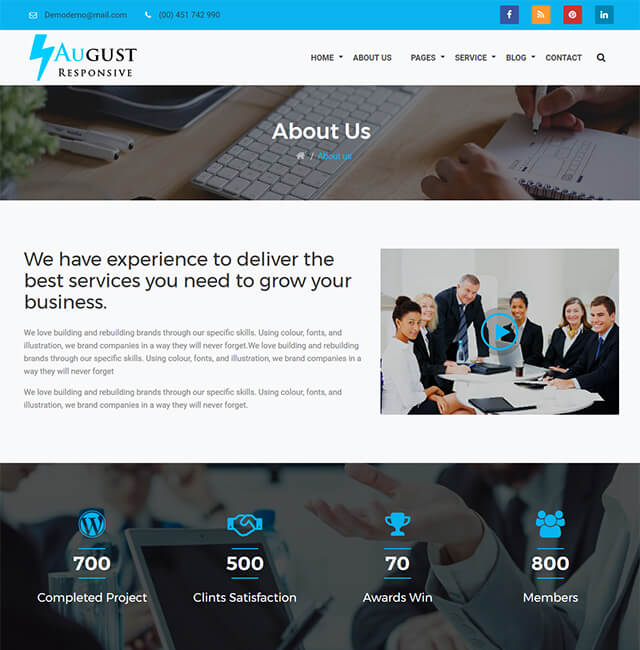 Demodemo@mail.com (00) 451 742 990
AUGUST
RESPONSIVE
HOME ABOUT US PAGES SERVICE BLOG CONTACT
About Us
/ About us
We have experience to deliver the
best services you need to grow your
business.
We love building and rebuilding brands through our specific skills. Using colour, fonts, and
illustration, we brand companies in a way they will never forget.We love building and rebuilding
brands through our specific skills. Using colour, fonts, and illustration, we brand companies in a
way they will never forget
We love building and rebuilding brands through our specific skills. Using colour, fonts, and
illustration, we brand companies in a way they will never forget.
700 500 70 800
Completed Project Clints Satisfaction Awards Win Members